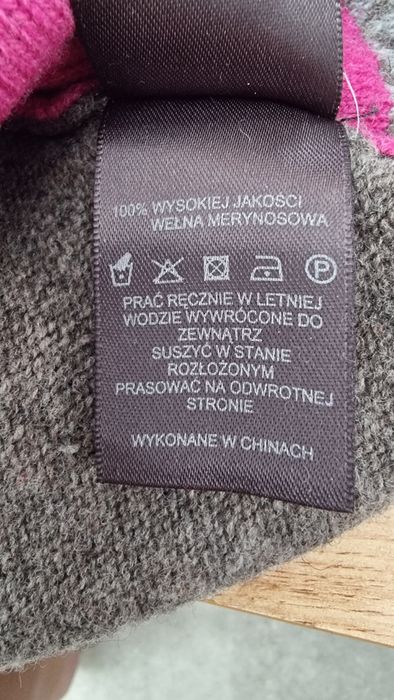 100% WYSOKIEJ JAKOŚCI
WEŁNA MERYNOSOWA
P
PRAĆ RĘCZNIE W LETNIEJ
WODZIE WYWRÓCONE DO
ZEWNĄTRZ
SUSZYĆ W STANIE
ROZŁOŻONYM
PRASOWAĆ NA ODWROTNEJ
STRONIE
WYKONANE W CHINACH